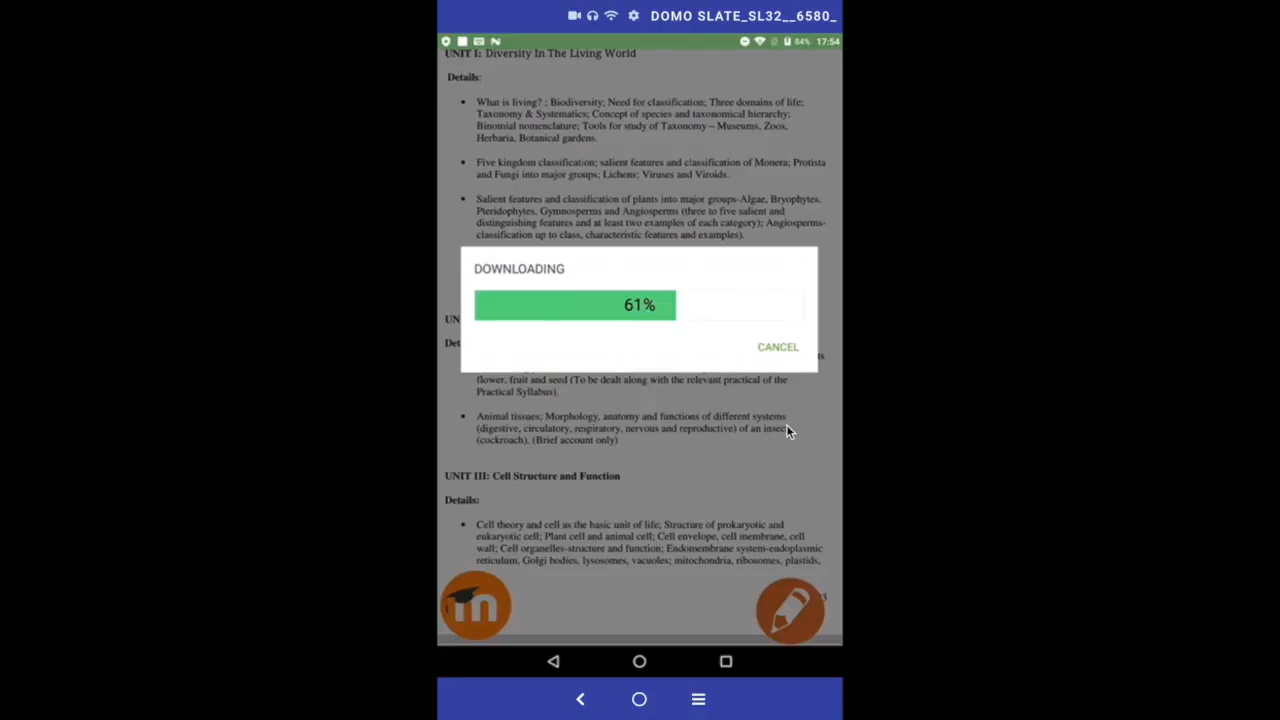 DOMO SLATE_SL32__6580_
84% 17:54
UNIT I: Diversity In The Living World
Details:
• What is living? ; Biodiversity; Need for classification; Three domains of life;
Taxonomy & Systematics; Concept of species and taxonomical hierarchy;
Binomial nomenclature; Tools for study of Taxonomy – Museums, Zoos,
Herbaria, Botanical gardens.
• Five kingdom classification; salient features and classification of Monera; Protista
and Fungi into major groups; Lichens; Viruses and Viroids.
• Salient features and classification of plants into major groups-Algae, Bryophytes,
Pteridophytes, Gymnosperms and Angiosperms (three to five salient and
distinguishing features and at least two examples of each category); Angiosperms-
classification up to class, characteristic features and examples).
DOWNLOADING
61%
CANCEL
UN
Det
ts
flower, fruit and seed (To be dealt along with the relevant practical of the
Practical Syllabus).
• Animal tissues; Morphology, anatomy and functions of different systems
(digestive, circulatory, respiratory, nervous and reproductive) of an insect
(cockroach). (Brief account only)
UNIT III: Cell Structure and Function
Details:
• Cell theory and cell as the basic unit of life; Structure of prokaryotic and
eukaryotic cell; Plant cell and animal cell; Cell envelope, cell membrane, cell
wall; Cell organelles-structure and function; Endomembrane system-endoplasmic
reticulum, Golgi bodies, lysosomes, vacuoles; mitochondria, ribosomes, plastids,
m
3